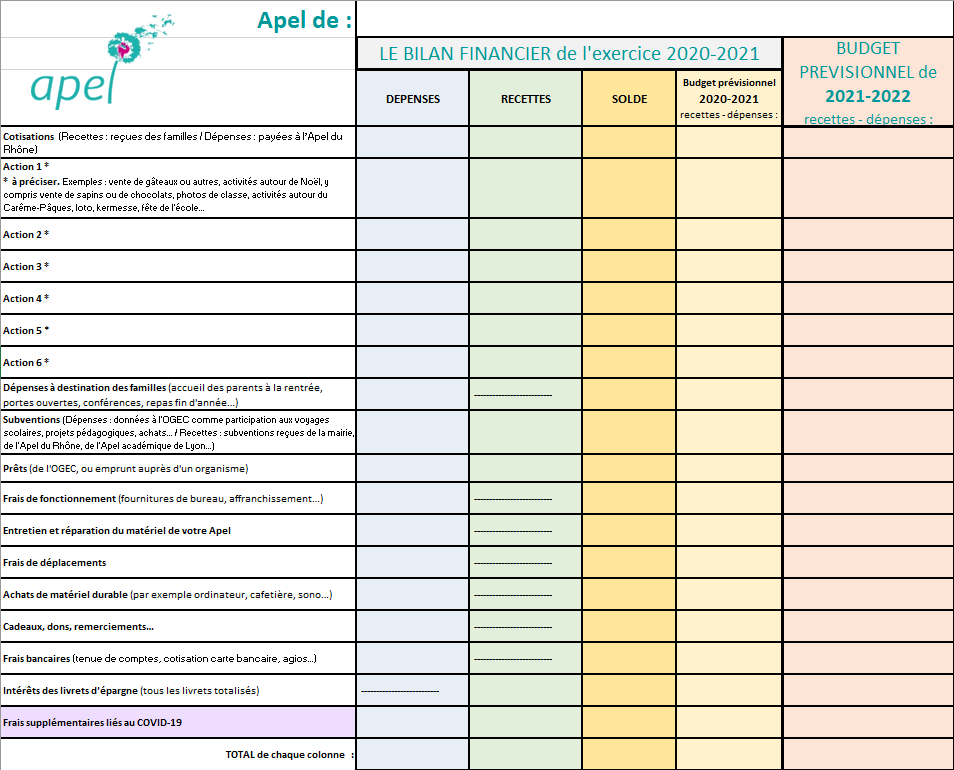 Apel de :
apel
LE BILAN FINANCIER de l'exercice 2020-2021
BUDGET
PREVISIONNEL de
2021-2022
recettes - dépenses :
DEPENSES
RECETTES
SOLDE
Budget prévisionnel
2020-2021
recettes - dépenses :
Cotisations (Recettes : reçues des familles / Dépenses : payées à l'Apel du
Rhône)
Action 1 *
* à préciser. Exemples : vente de gâteaux ou autres, activités autour de Noël, y
compris vente de sapins ou de chocolats, photos de classe, activités autour du
Carême-Pâques, loto, kermesse, fête de l'école...
Action 2 *
Action 3 *
Action 4 *
Action 5 *
Action 6 *
Dépenses à destination des familles (accueil des parents à la rentrée,
portes ouvertes, conférences, repas fin d'année...)
--------------------------
Subventions (Dépenses : données à l'OGEC comme participation aux voyages
scolaires, projets pédagogiques, achats... / Recettes : subventions reçues de la mairie,
de l'Apel du Rhône, de l'Apel académique de Lyon...)
Prêts (de l'OGEC, ou emprunt auprès d'un organisme)
Frais de fonctionnement (fournitures de bureau, affranchissement...)
--------------------------
Entretien et réparation du matériel de votre Apel
--------------------------
Frais de déplacements
--------------------------
Achats de matériel durable (par exemple ordinateur, cafetière, sono...)
--------------------------
Cadeaux, dons, remerciements...
--------------------------
Frais bancaires (tenue de comptes, cotisation carte bancaire, agios...)
--------------------------
Intérêts des livrets d'épargne (tous les livrets totalisés)
--------------------------
Frais supplémentaires liés au COVID-19
TOTAL de chaque colonne :